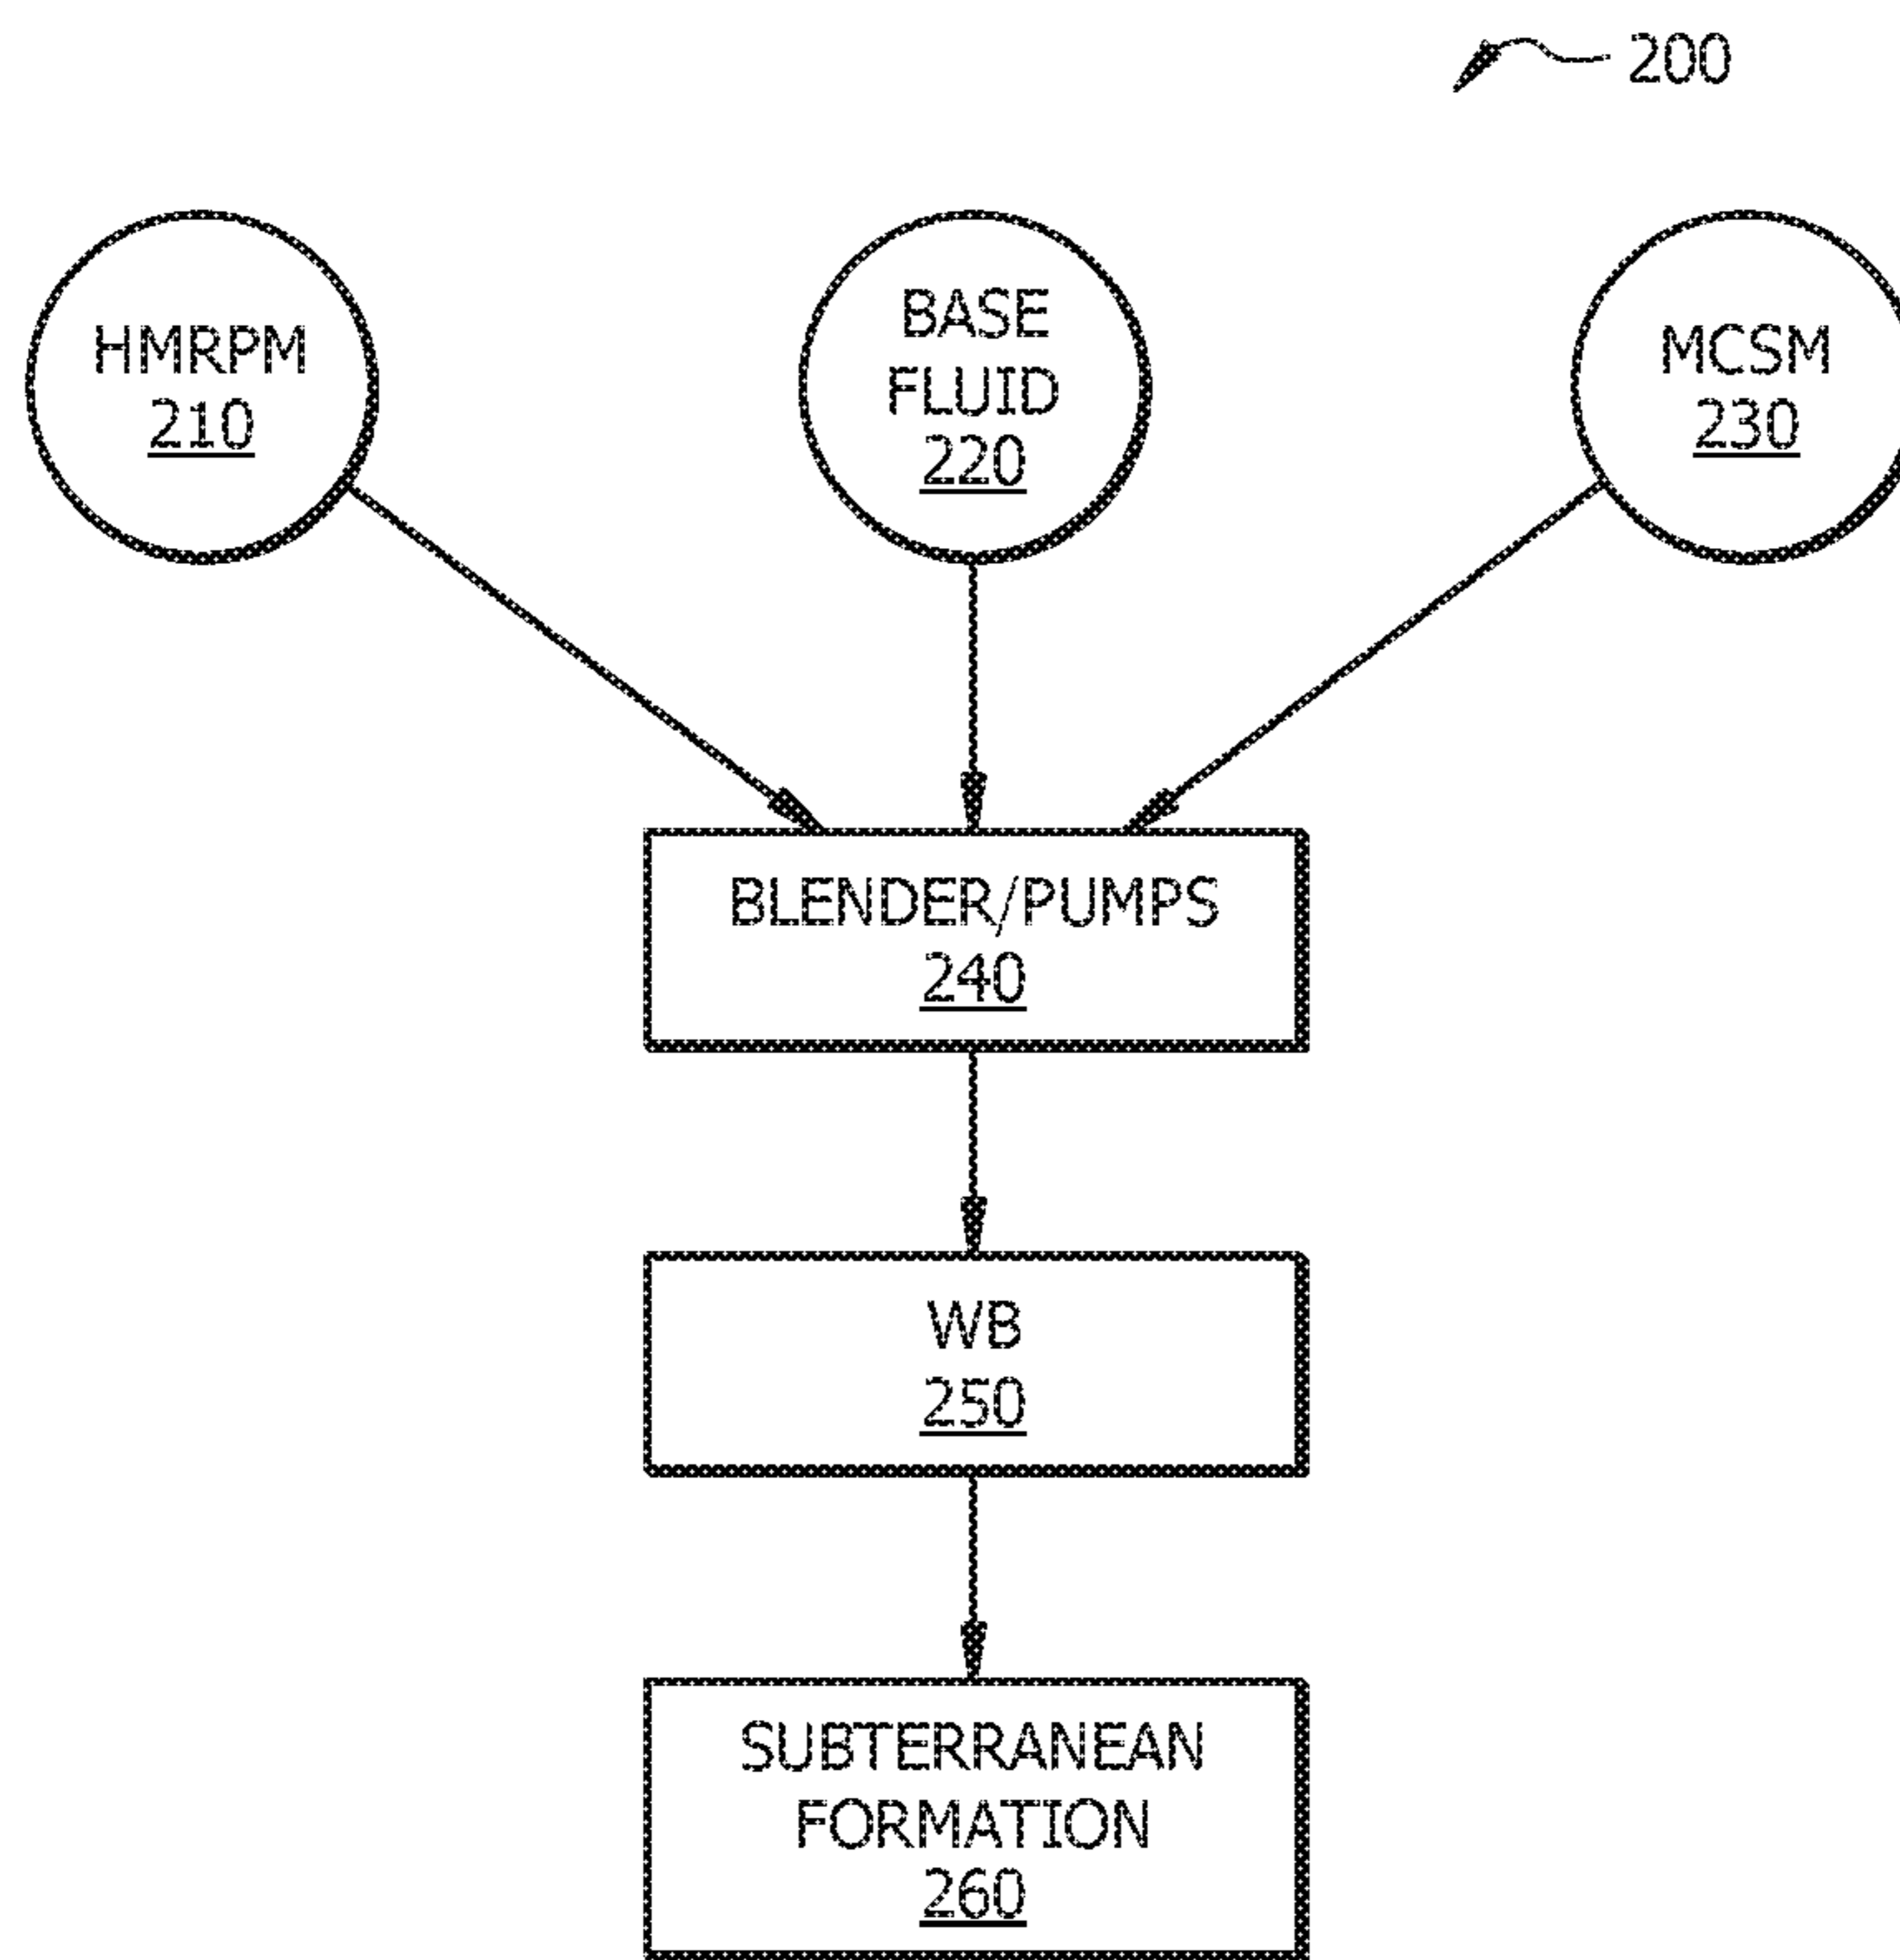 200
HMRPM
210
BASE
FLUID
220
MCSM
230
BLENDER/PUMPS
240
WB
250
SUBTERRANEAN
FORMATION
260